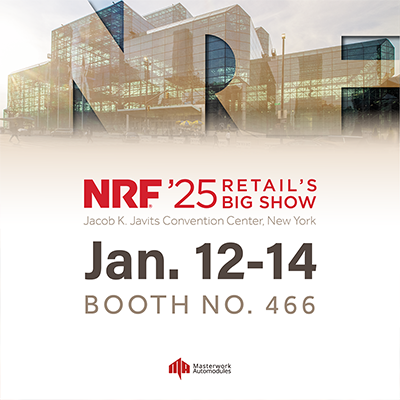 NRF
NRF '25 RETAIL'S
BIG SHOW
Jacob K. Javits Convention Center, New York
Jan. 12-14
BOOTH NO. 466
Masterwork
Automodules